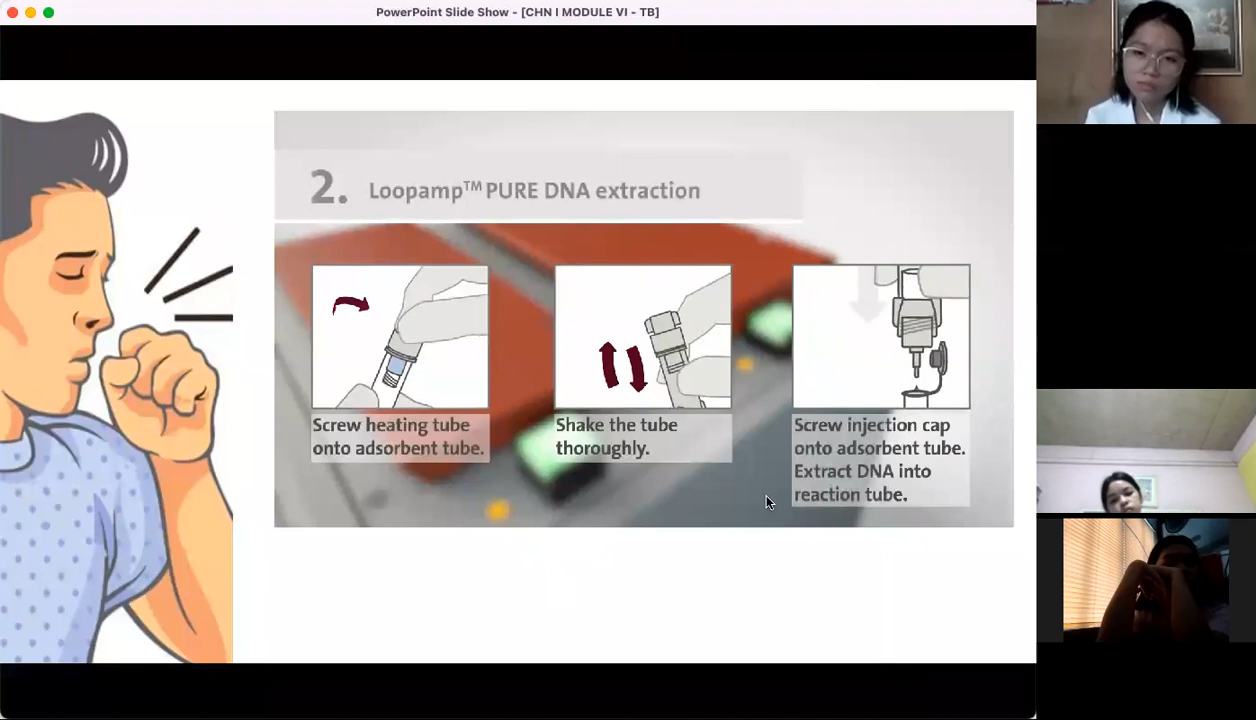 PowerPoint Slide Show - [CHN I MODULE VI - TB]
2. Loopamp™ PURE DNA extraction
Screw heating tube
onto adsorbent tube.
Shake the tube
thoroughly.
Screw injection cap
onto adsorbent tube.
Extract DNA into
reaction tube.